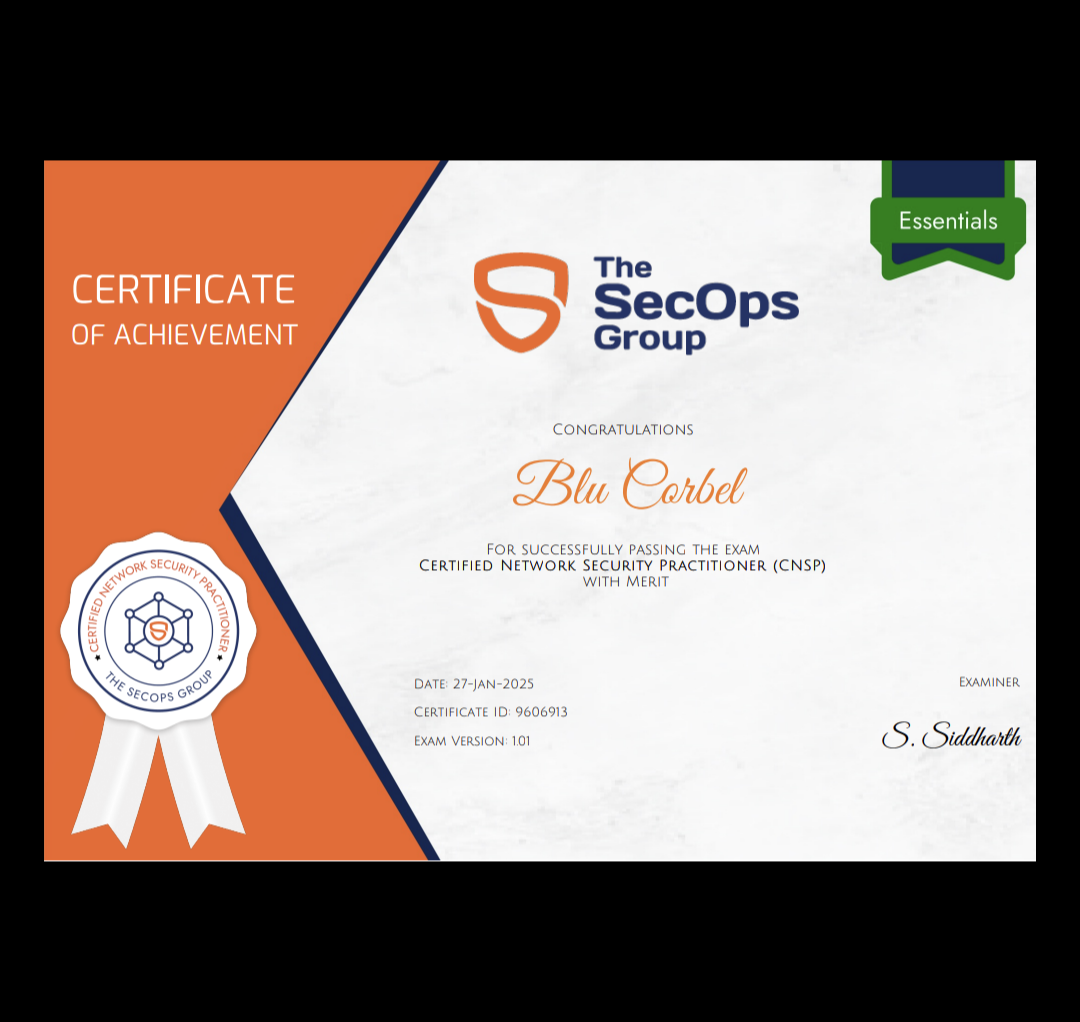 Essentials
CERTIFICATE
OF ACHIEVEMENT
The
SecOps
Group
Congratulations
Blu Corbel
For successfully passing the exam
Certified Network Security Practitioner (CNSP)
with Merit
CERTIFIED NETWORK SECURITY PRACTITIONER
THE SECOPS GROUP
Date: 27-Jan-2025
Certificate ID: 9606913
Exam Version: 1.01
Examiner
S. Siddharth